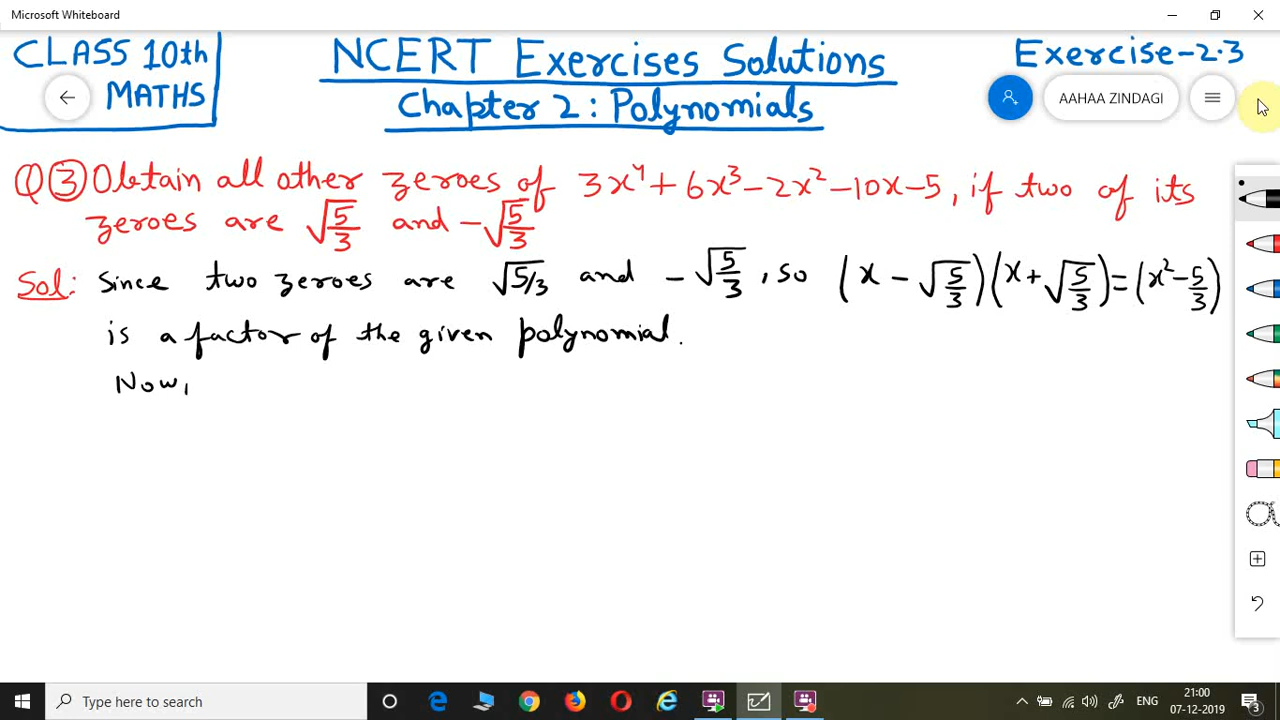 Microsoft Whiteboard
CLASS 10th
MATHS
NCERT Exercises Solutions
Chapter 2 : Polynomials
Exercise-2.3
AAHAA ZINDAGI
Q ③ Obtain all other zeroes of 3x⁴ + 6x³ - 2x² - 10x - 5, if two of its
zeroes are √5/3 and -√5/3
Sol: Since two zeroes are √5/3 and -√5/3, so (x - √5/3)(x + √5/3) = (x² - 5/3)
is a factor of the given polynomial.
Now,
Type here to search
ENG
21:00
07-12-2019
3